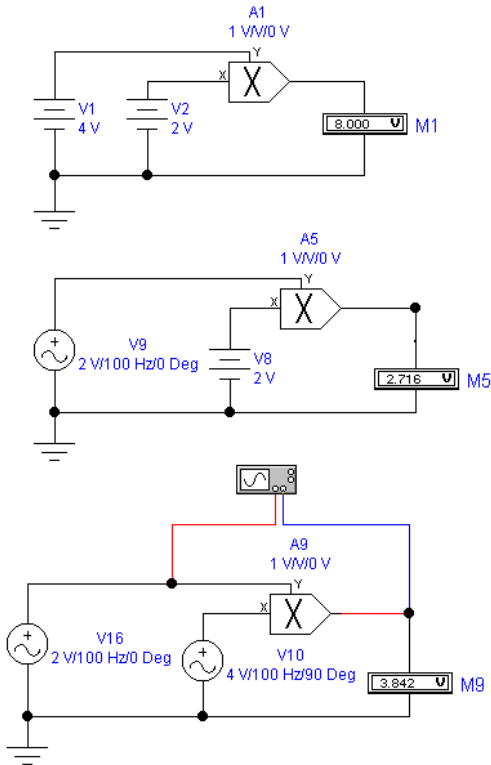 A1
1 V/V/0 V
Y
X
X
V1
4 V
V2
2 V
8.000 V
M1
A5
1 V/V/0 V
Y
X
X
V9
2 V/100 Hz/0 Deg
V8
2 V
2.716 V
M5
A9
1 V/V/0 V
Y
X
X
V16
2 V/100 Hz/0 Deg
V10
4 V/100 Hz/90 Deg
3.842 V
M9